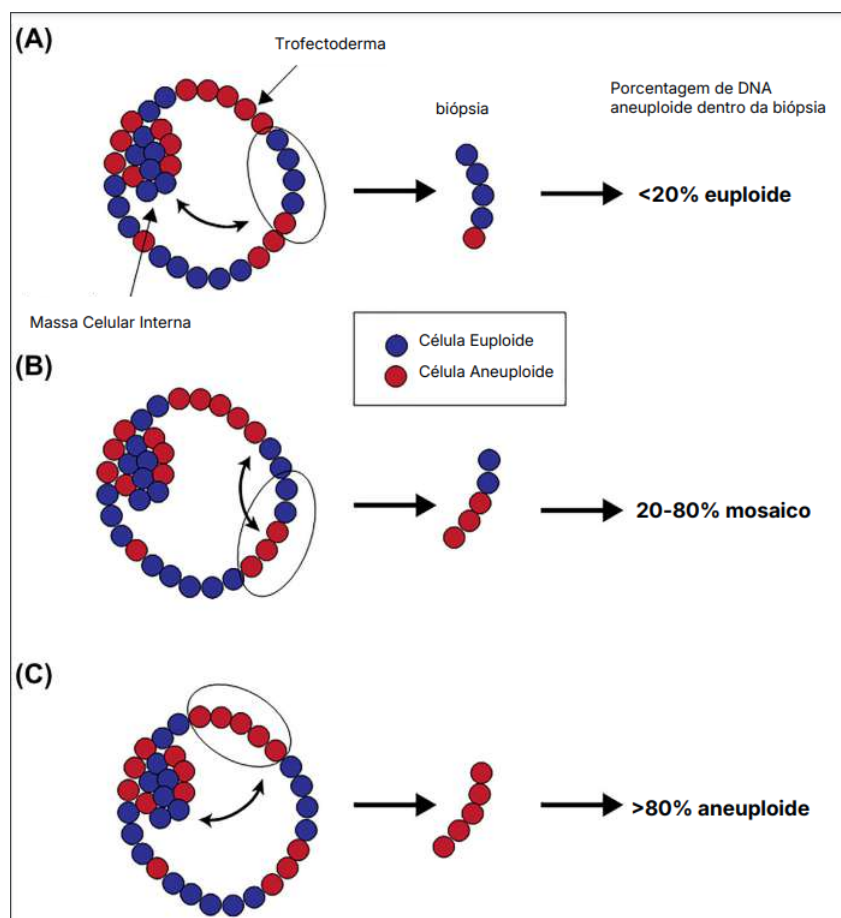 (A)
Trofectoderma
biópsia
Porcentagem de DNA
aneuploide dentro da biópsia
<20% euploide
Massa Celular Interna
Célula Euploide
Célula Aneuploide
(B)
20-80% mosaico
(C)
>80% aneuploide